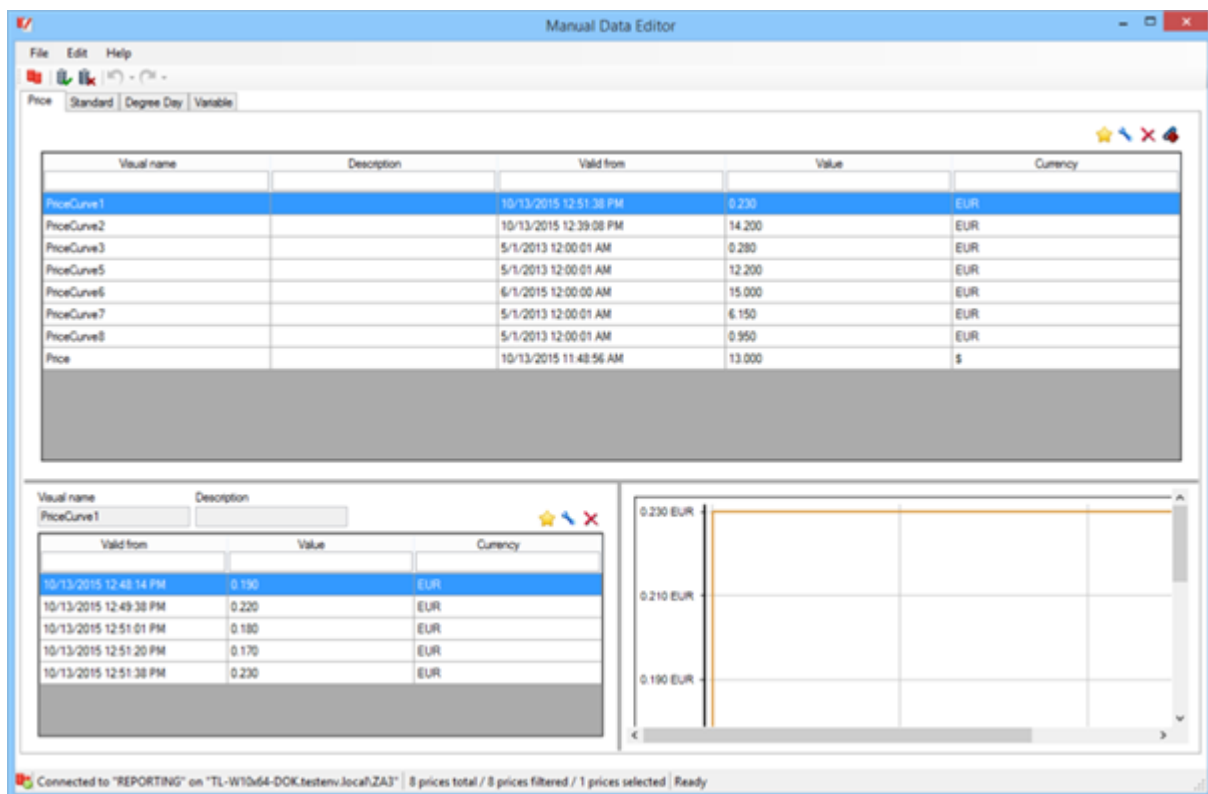 Manual Data Editor
File Edit Help
Price Standard Degree Day Variable
Visual name Description Valid from Value Currency
PriceCurve1 10/13/2015 12:51:38 PM 0.230 EUR
PriceCurve2 10/13/2015 12:39:08 PM 14.200 EUR
PriceCurve3 5/1/2013 12:00:01 AM 0.280 EUR
PriceCurve5 5/1/2013 12:00:01 AM 12.200 EUR
PriceCurve6 6/1/2015 12:00:00 AM 15.000 EUR
PriceCurve7 5/1/2013 12:00:01 AM 6.150 EUR
PriceCurve8 5/1/2013 12:00:01 AM 0.950 EUR
Price 10/13/2015 11:48:56 AM 13.000 $
Visual name Description
PriceCurve1
Valid from Value Currency
10/13/2015 12:48:14 PM 0.190 EUR
10/13/2015 12:49:38 PM 0.220 EUR
10/13/2015 12:51:01 PM 0.180 EUR
10/13/2015 12:51:20 PM 0.170 EUR
10/13/2015 12:51:38 PM 0.230 EUR
0.230 EUR
0.210 EUR
0.190 EUR
Connected to "REPORTING" on "TL-W10x64-DOK.testenv.local\ZA3" 8 prices total / 8 prices filtered / 1 prices selected Ready